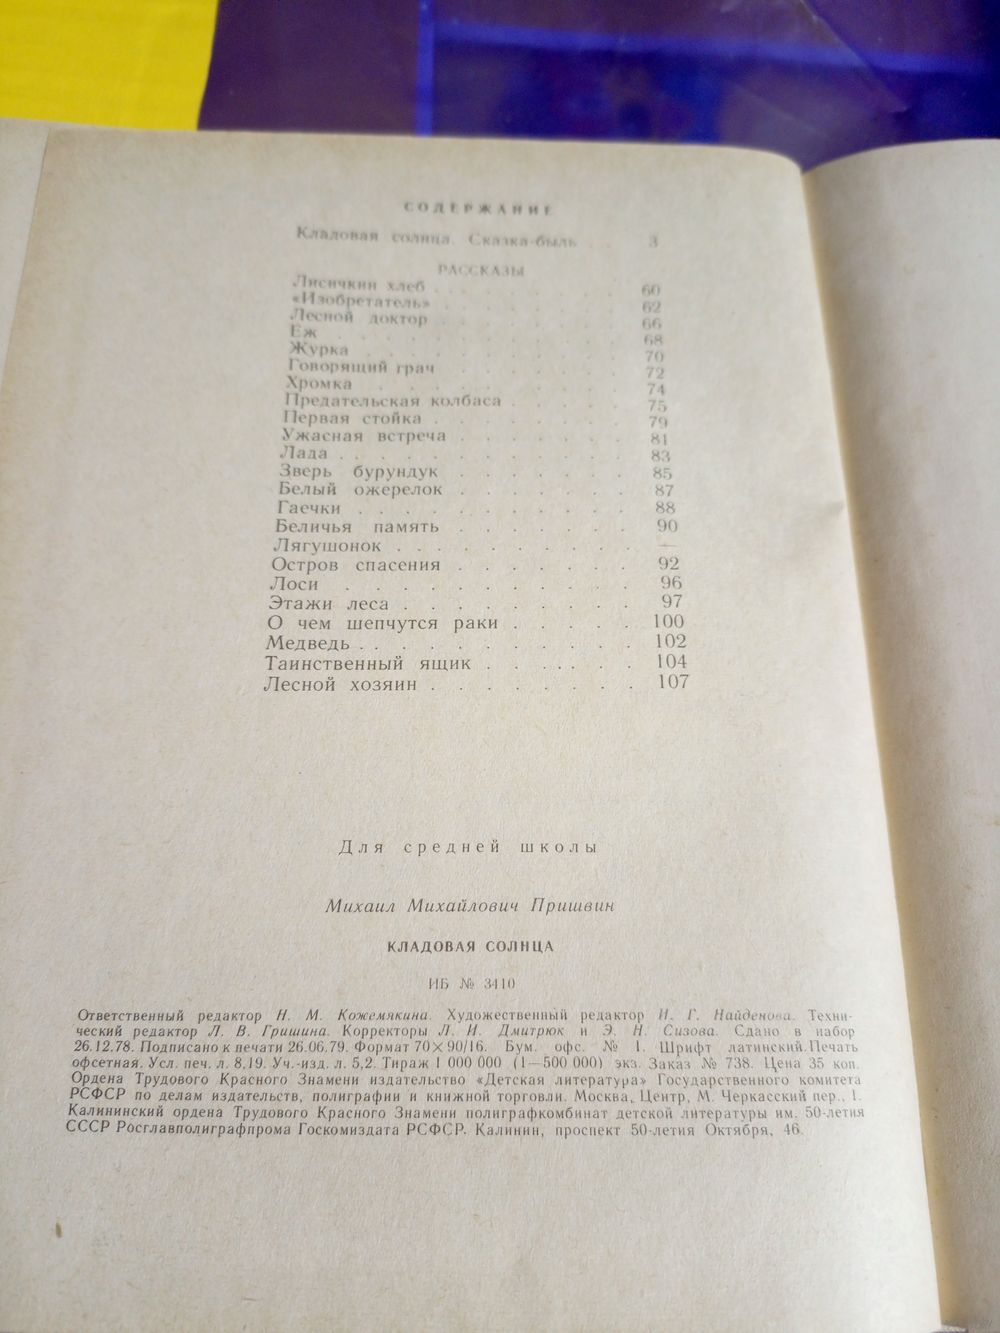 СОДЕРЖАНИЕ
Кладовая солнца. Сказка-быль . . 3
РАССКАЗЫ
Лисичкин хлеб . . . . . . . 60
«Изобретатель» . . . . . . . 62
Лесной доктор . . . . . . . 66
Еж . . . . . . . . . . 68
Журка . . . . . . . . . 70
Говорящий грач . . . . . . 72
Хромка . . . . . . . . 74
Предательская колбаса . . . . . 75
Первая стойка . . . . . . . 79
Ужасная встреча . . . . . . 81
Лада . . . . . . . . . . 83
Зверь бурундук . . . . . . . 85
Белый ожерелок . . . . . . . 87
Гаечки . . . . . . . . . 88
Беличья память . . . . . . . 90
Лягушонок . . . . . . . . . —
Остров спасения . . . . . . . 92
Лоси . . . . . . . . . . 96
Этажи леса . . . . . . . . . 97
О чем шепчутся раки . . . . . 100
Медведь . . . . . . . . . . 102
Таинственный ящик . . . . . . 104
Лесной хозяин . . . . . . . . 107
Для средней школы
Михаил Михайлович Пришвин
КЛАДОВАЯ СОЛНЦА
ИБ № 3410
Ответственный редактор Н. М. Кожемякина. Художественный редактор Н. Г. Найденова. Техни-
ческий редактор Л. В. Гришина. Корректоры Л. И. Дмитрюк и Э. Н. Сизова. Сдано в набор
26.12.78. Подписано к печати 26.06.79. Формат 70×90/16. Бум. офс. № 1. Шрифт латинский. Печать
офсетная. Усл. печ. л. 8,19. Уч.-изд. л. 5,2. Тираж 1 000 000 (1—500 000) экз. Заказ № 738. Цена 35 коп.
Ордена Трудового Красного Знамени издательство «Детская литература» Государственного комитета
РСФСР по делам издательств, полиграфии и книжной торговли. Москва, Центр, М. Черкасский пер., 1.
Калининский ордена Трудового Красного Знамени полиграфкомбинат детской литературы им. 50-летия
СССР Росглавполиграфпрома Госкомиздата РСФСР. Калинин, проспект 50-летия Октября, 46.